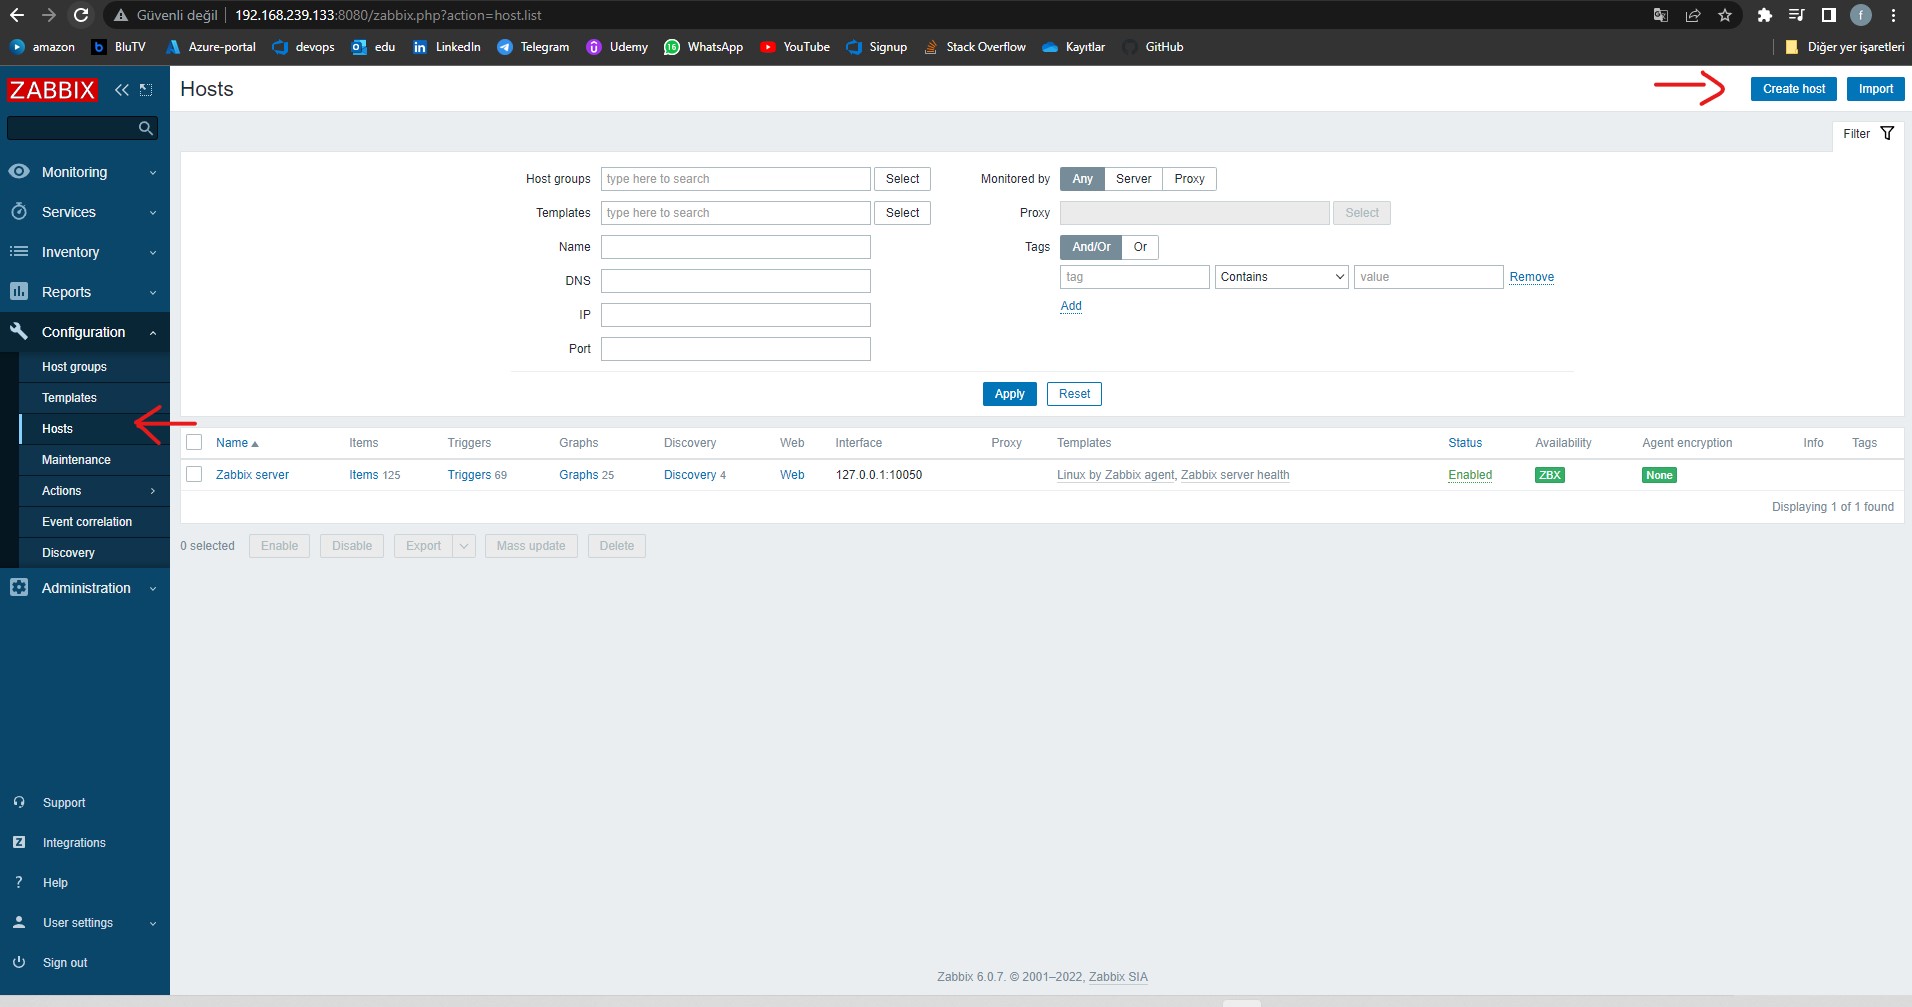 Güvenli değil 192.168.239.133:8080/zabbix.php?action=host.list f
amazon b BluTV Azure-portal devops edu in LinkedIn Telegram Udemy 16 WhatsApp YouTube Signup Stack Overflow Kayıtlar GitHub Diğer yer işaretleri
ZABBIX
Monitoring
Services
Inventory
Reports
Configuration
Host groups
Templates
Hosts
Maintenance
Actions
Event correlation
Discovery
Administration
Support
Z Integrations
? Help
User settings
Sign out
Hosts
Create host Import
Filter
Host groups type here to search Select
Templates type here to search Select
Name
DNS
IP
Port
Monitored by Any Server Proxy
Proxy Select
Tags And/Or Or
tag Contains value Remove
Add
Apply Reset
Name Items Triggers Graphs Discovery Web Interface Proxy Templates Status Availability Agent encryption Info Tags
Zabbix server Items 125 Triggers 69 Graphs 25 Discovery 4 Web 127.0.0.1:10050 Linux by Zabbix agent, Zabbix server health Enabled ZBX None
Displaying 1 of 1 found
0 selected Enable Disable Export Mass update Delete
Zabbix 6.0.7. © 2001–2022, Zabbix SIA